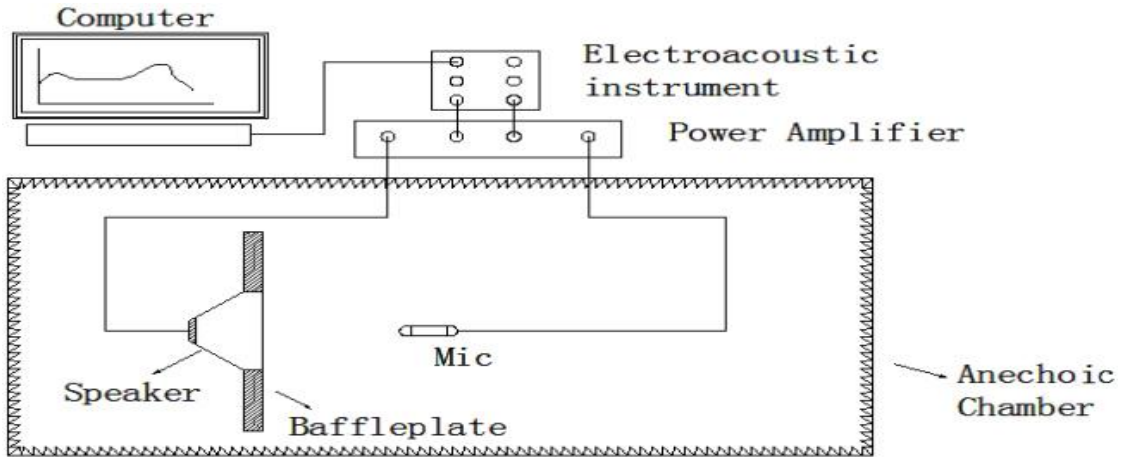 Computer
Electroacoustic
instrument
Power Amplifier
Mic
Speaker
Baffleplate
Anechoic
Chamber